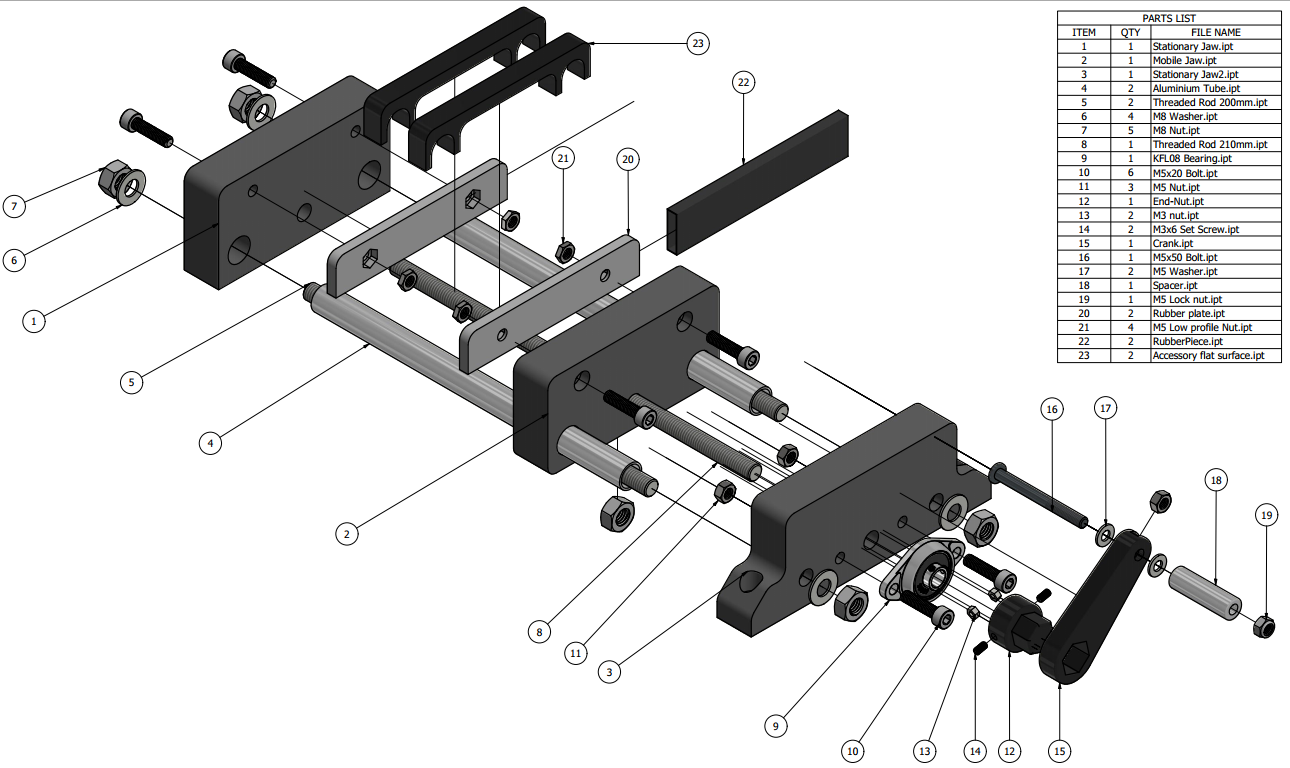 PARTS LIST
ITEM QTY FILE NAME
1 1 Stationary Jaw.ipt
2 1 Mobile Jaw.ipt
3 1 Stationary Jaw2.ipt
4 2 Aluminium Tube.ipt
5 2 Threaded Rod 200mm.ipt
6 4 M8 Washer.ipt
7 5 M8 Nut.ipt
8 1 Threaded Rod 210mm.ipt
9 1 KFL08 Bearing.ipt
10 6 M5x20 Bolt.ipt
11 3 M5 Nut.ipt
12 1 End-Nut.ipt
13 2 M3 nut.ipt
14 2 M3x6 Set Screw.ipt
15 1 Crank.ipt
16 1 M5x50 Bolt.ipt
17 2 M5 Washer.ipt
18 1 Spacer.ipt
19 1 M5 Lock nut.ipt
20 2 Rubber plate.ipt
21 4 M5 Low profile Nut.ipt
22 2 RubberPiece.ipt
23 2 Accessory flat surface.ipt
23
22
21
20
7
6
1
5
4
2
8
11
3
9
10
13
14
12
15
16
17
18
19